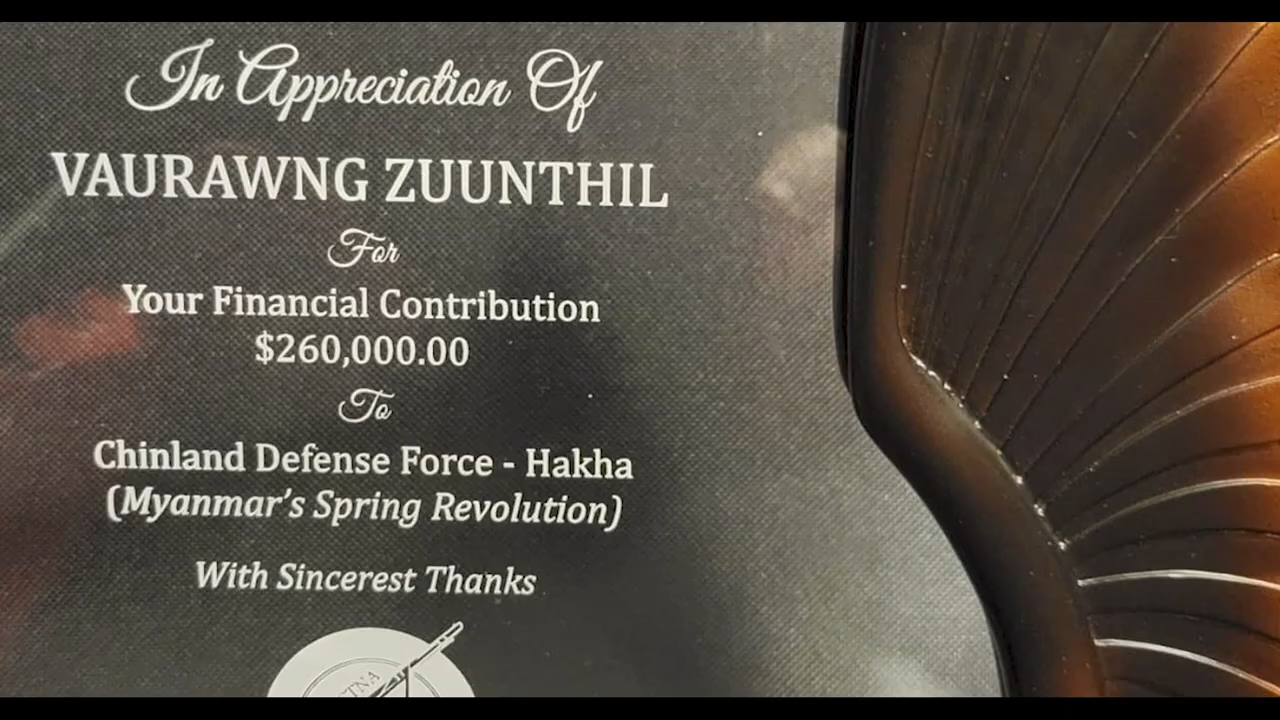 In Appreciation Of
VAURAWNG ZUUNTHIL
For
Your Financial Contribution
$260,000.00
To
Chinland Defense Force - Hakha
(Myanmar's Spring Revolution)
With Sincerest Thanks